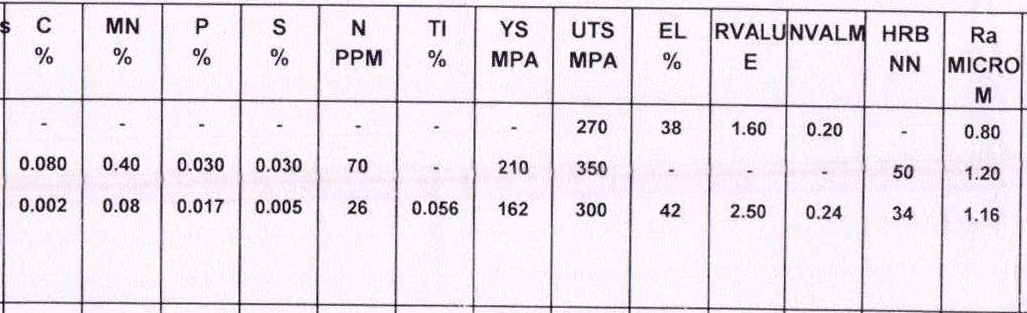 s C MN P S N TI YS UTS EL RVALU NVALM HRB Ra
% % % % PPM % MPA MPA % E NN MICRO
M
- - - - - - - 270 38 1.60 0.20 - 0.80
0.080 0.40 0.030 0.030 70 - 210 350 - - - 50 1.20
0.002 0.08 0.017 0.005 26 0.056 162 300 42 2.50 0.24 34 1.16